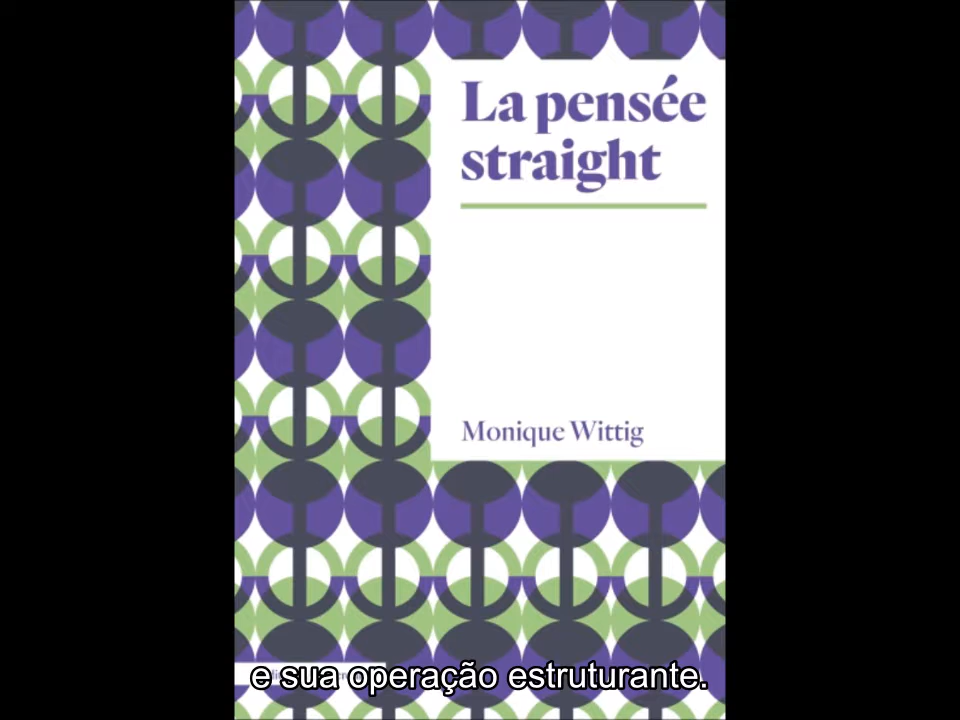 La pensée
straight
Monique Wittig
e sua operação estruturante.